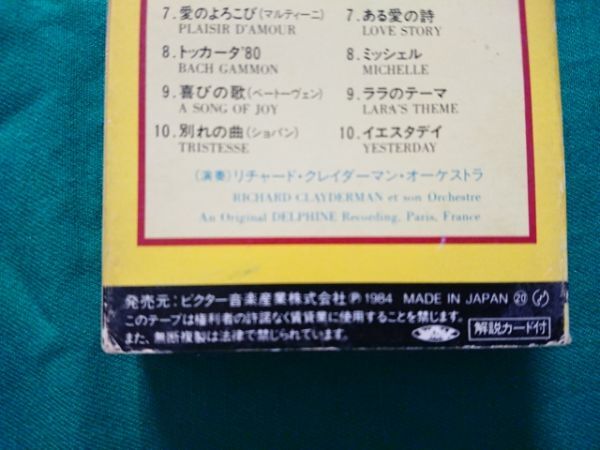 7. 愛のよろこび(マルティーニ)
PLAISIR D'AMOUR
8. トッカータ'80
BACH GAMMON
9. 喜びの歌(ベートーヴェン)
A SONG OF JOY
10. 別れの曲(ショパン)
TRISTESSE
7. ある愛の詩
LOVE STORY
8. ミッシェル
MICHELLE
9. ララのテーマ
LARA'S THEME
10. イエスタデイ
YESTERDAY
(演奏)リチャード・クレイダーマン・オーケストラ
RICHARD CLAYDERMAN et son Orchestre
An Original DELPHINE Recording, Paris, France
発売元:ビクター音楽産業株式会社 Ⓟ1984 MADE IN JAPAN ⑳
このテープは権利者の許諾なく賃貸業に使用することを禁じます。
また、無断複製は法律で禁じられています。
解説カード付